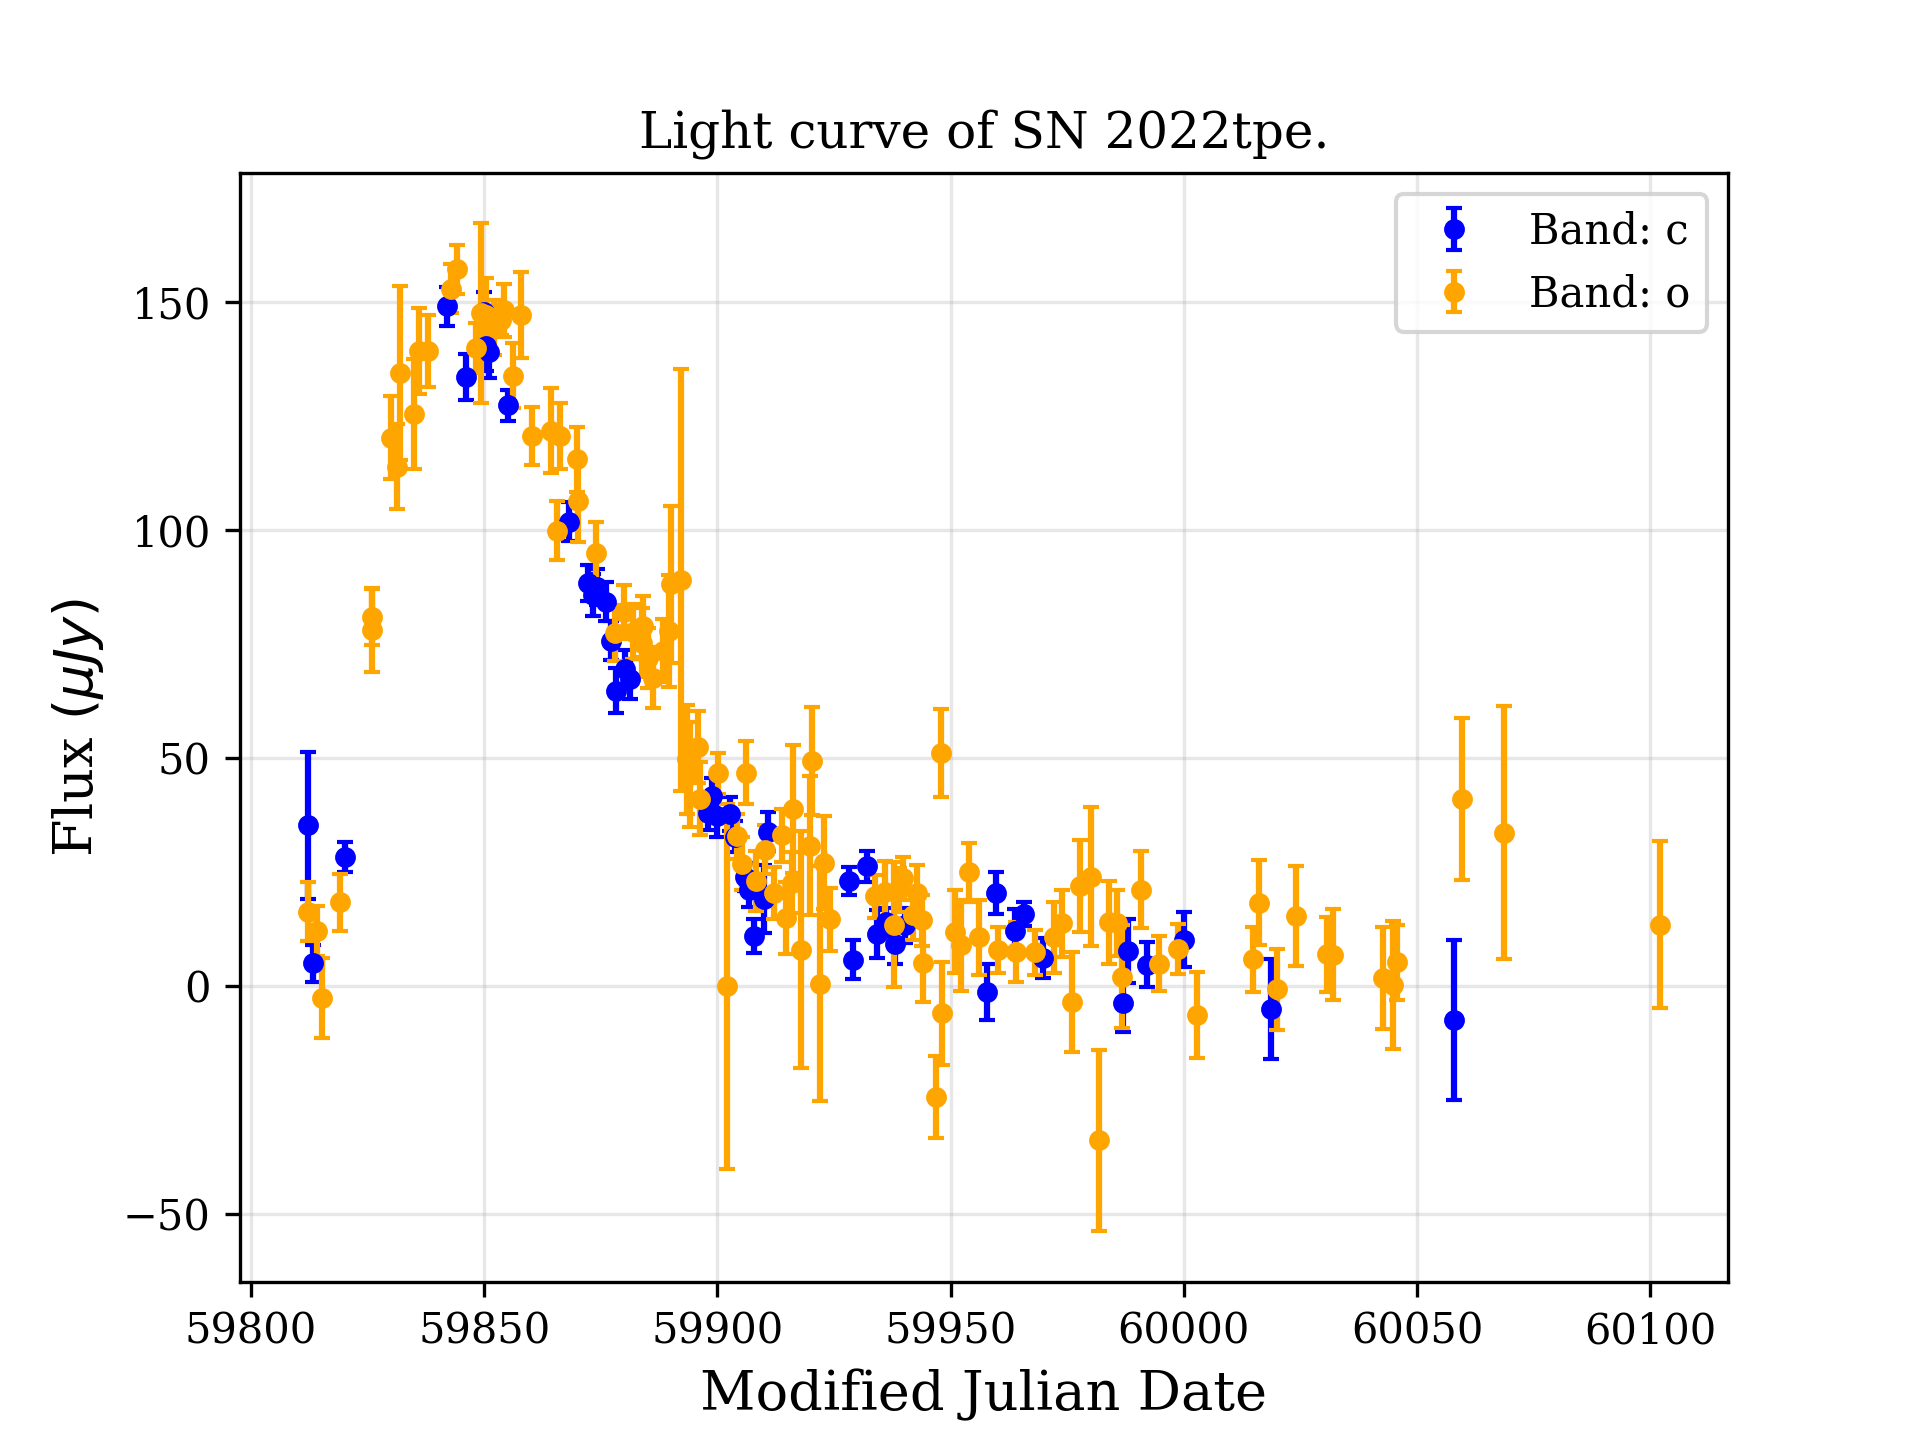 Light curve of SN 2022tpe.
Band: c
Band: o
150
100
50
0
−50
Flux (μJy)
59800 59850 59900 59950 60000 60050 60100
Modified Julian Date